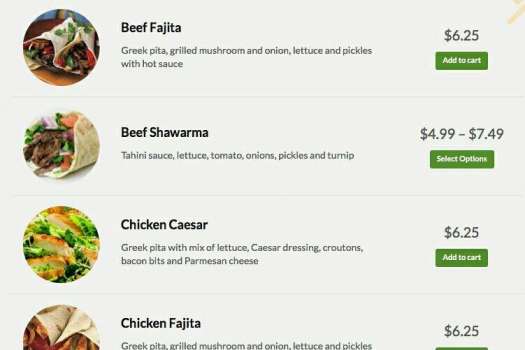 Beef Fajita
$6.25
Greek pita, grilled mushroom and onion, lettuce and pickles
with hot sauce
Add to cart
Beef Shawarma
$4.99 – $7.49
Tahini sauce, lettuce, tomato, onions, pickles and turnip
Select Options
Chicken Caesar
$6.25
Greek pita with mix of lettuce, Caesar dressing, croutons,
bacon bits and Parmesan cheese
Add to cart
Chicken Fajita
$6.25
Greek pita, grilled mushroom and onion, lettuce and pickles